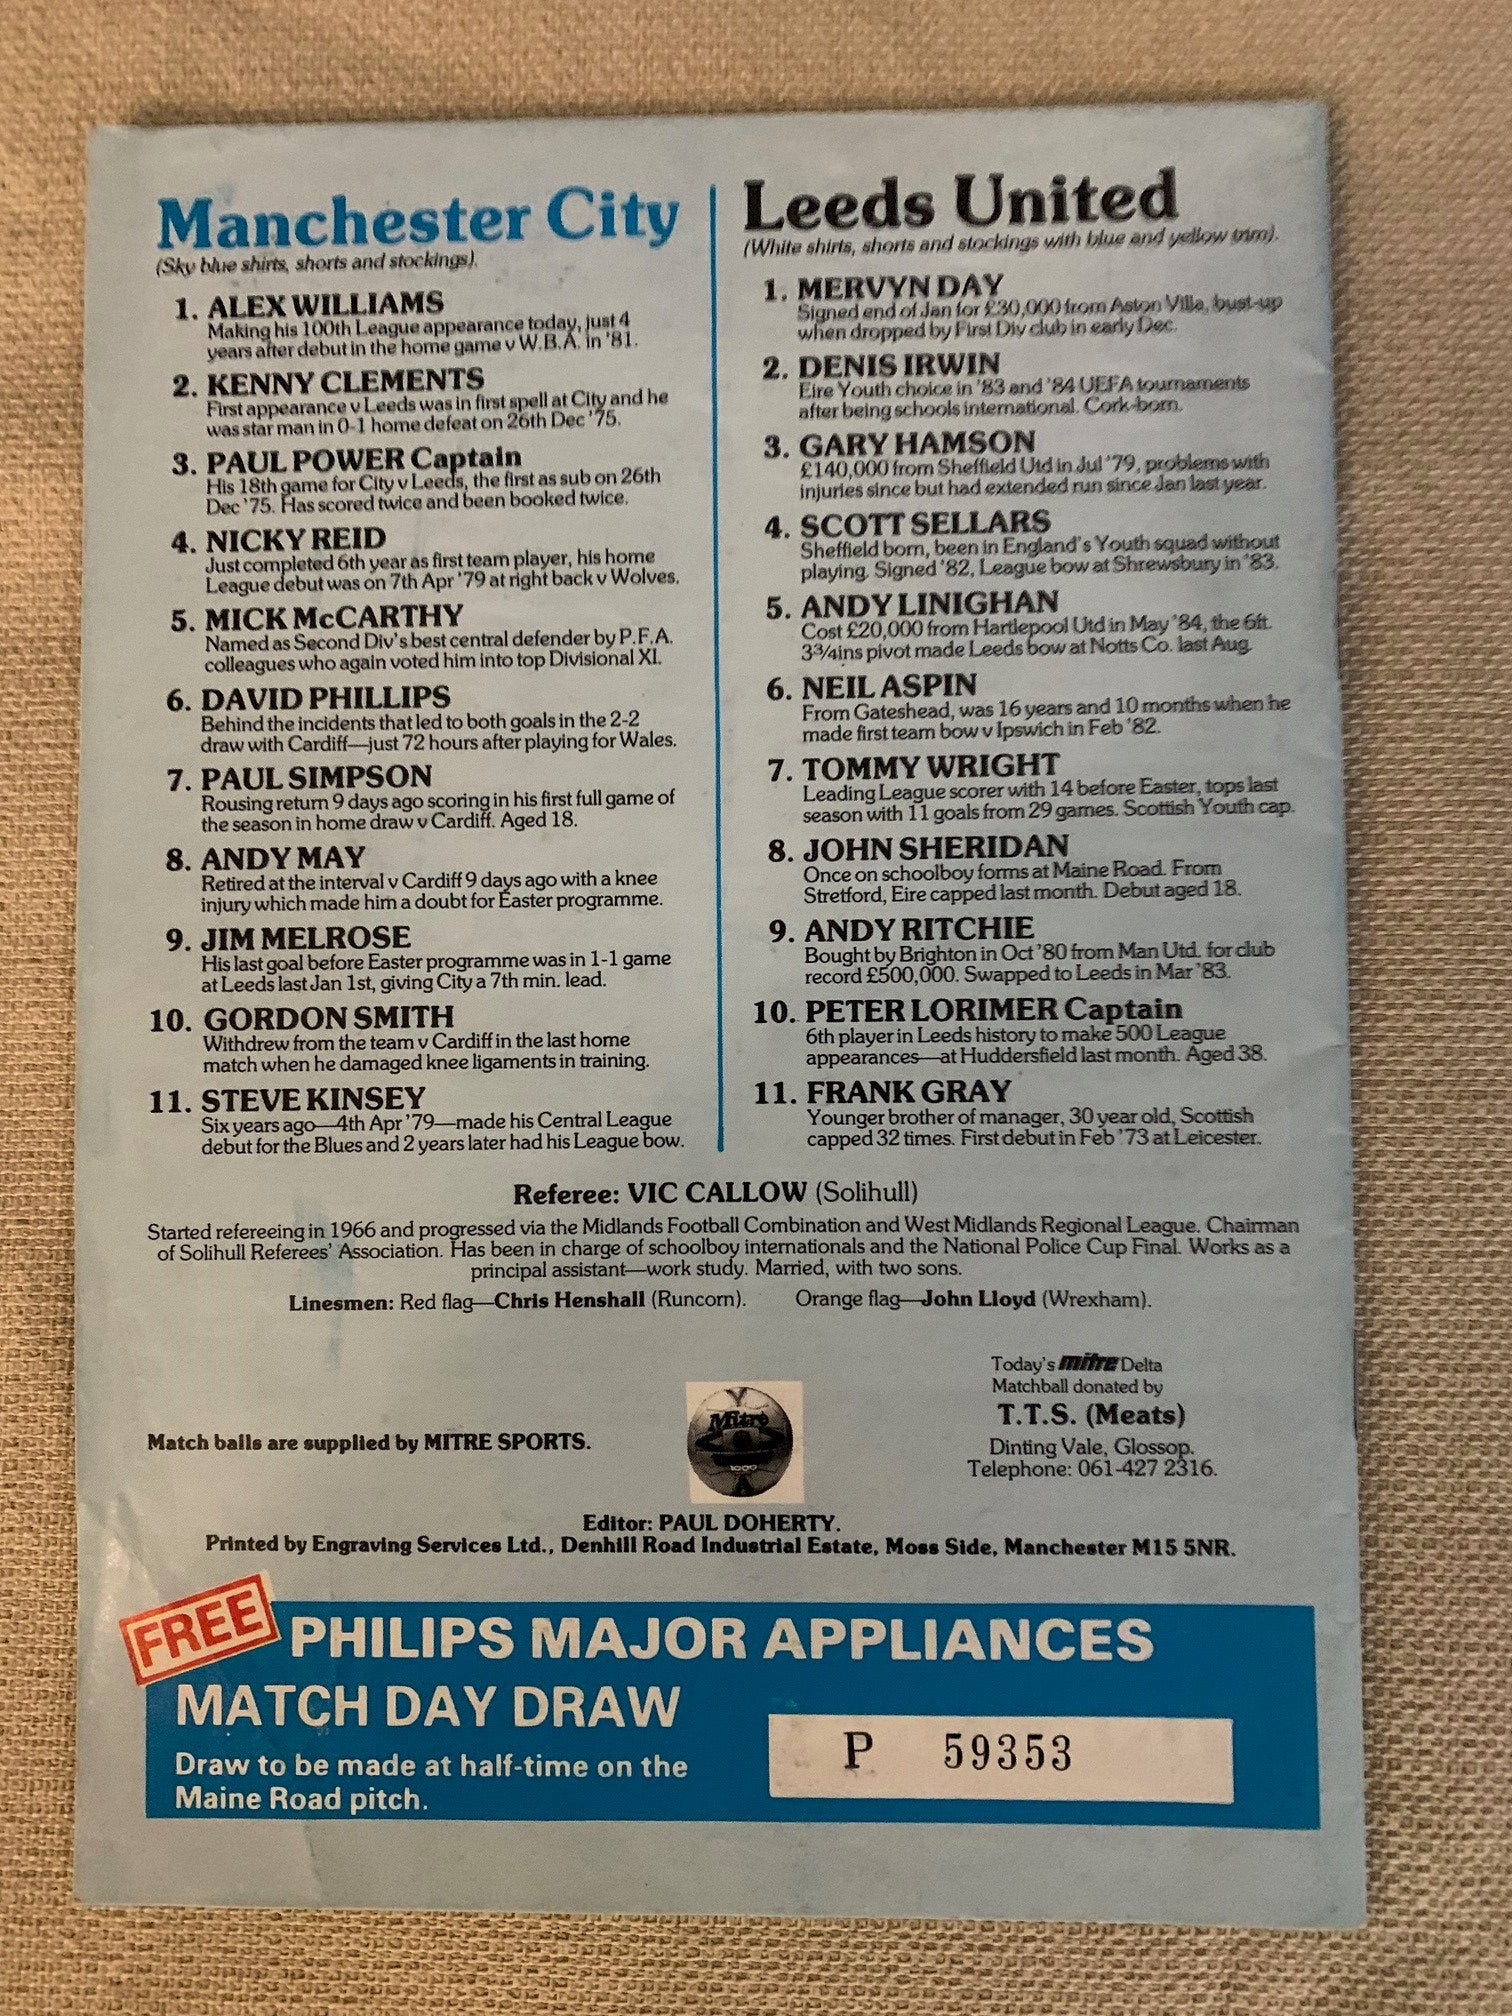 Manchester City
(Sky blue shirts, shorts and stockings).
1. ALEX WILLIAMS
Making his 100th League appearance today, just 4
years after debut in the home game v W.B.A. in '81.
2. KENNY CLEMENTS
First appearance v Leeds was in first spell at City and he
was star man in 0-1 home defeat on 26th Dec '75.
3. PAUL POWER Captain
His 18th game for City v Leeds, the first as sub on 26th
Dec '75. Has scored twice and been booked twice.
4. NICKY REID
Just completed 6th year as first team player, his home
League debut was on 7th Apr '79 at right back v Wolves.
5. MICK McCARTHY
Named as Second Div's best central defender by P.F.A.
colleagues who again voted him into top Divisional XI.
6. DAVID PHILLIPS
Behind the incidents that led to both goals in the 2-2
draw with Cardiff—just 72 hours after playing for Wales.
7. PAUL SIMPSON
Rousing return 9 days ago scoring in his first full game of
the season in home draw v Cardiff. Aged 18.
8. ANDY MAY
Retired at the interval v Cardiff 9 days ago with a knee
injury which made him a doubt for Easter programme.
9. JIM MELROSE
His last goal before Easter programme was in 1-1 game
at Leeds last Jan 1st, giving City a 7th min. lead.
10. GORDON SMITH
Withdrew from the team v Cardiff in the last home
match when he damaged knee ligaments in training.
11. STEVE KINSEY
Six years ago—4th Apr '79—made his Central League
debut for the Blues and 2 years later had his League bow.
Leeds United
(White shirts, shorts and stockings with blue and yellow trim).
1. MERVYN DAY
Signed end of Jan for £30,000 from Aston Villa, bust-up
when dropped by First Div club in early Dec.
2. DENIS IRWIN
Eire Youth choice in '83 and '84 UEFA tournaments
after being schools international. Cork-born.
3. GARY HAMSON
£140,000 from Sheffield Utd in Jul '79, problems with
injuries since but had extended run since Jan last year.
4. SCOTT SELLARS
Sheffield born, been in England's Youth squad without
playing. Signed '82, League bow at Shrewsbury in '83.
5. ANDY LINIGHAN
Cost £20,000 from Hartlepool Utd in May '84, the 6ft.
3¾ins pivot made Leeds bow at Notts Co. last Aug.
6. NEIL ASPIN
From Gateshead, was 16 years and 10 months when he
made first team bow v Ipswich in Feb '82.
7. TOMMY WRIGHT
Leading League scorer with 14 before Easter, tops last
season with 11 goals from 29 games. Scottish Youth cap.
8. JOHN SHERIDAN
Once on schoolboy forms at Maine Road. From
Stretford, Eire capped last month. Debut aged 18.
9. ANDY RITCHIE
Bought by Brighton in Oct '80 from Man Utd. for club
record £500,000. Swapped to Leeds in Mar '83.
10. PETER LORIMER Captain
6th player in Leeds history to make 500 League
appearances—at Huddersfield last month. Aged 38.
11. FRANK GRAY
Younger brother of manager, 30 year old, Scottish
capped 32 times. First debut in Feb '73 at Leicester.
Referee: VIC CALLOW (Solihull)
Started refereeing in 1966 and progressed via the Midlands Football Combination and West Midlands Regional League. Chairman
of Solihull Referees' Association. Has been in charge of schoolboy internationals and the National Police Cup Final. Works as a
principal assistant—work study. Married, with two sons.
Linesmen: Red flag—Chris Henshall (Runcorn). Orange flag—John Lloyd (Wrexham).
Today's mitre Delta
Matchball donated by
T.T.S. (Meats)
Dinting Vale, Glossop.
Telephone: 061-427 2316.
Match balls are supplied by MITRE SPORTS.
Mitre
1000
Editor: PAUL DOHERTY.
Printed by Engraving Services Ltd., Denhill Road Industrial Estate, Moss Side, Manchester M15 5NR.
FREE PHILIPS MAJOR APPLIANCES
MATCH DAY DRAW
Draw to be made at half-time on the
Maine Road pitch.
P 59353